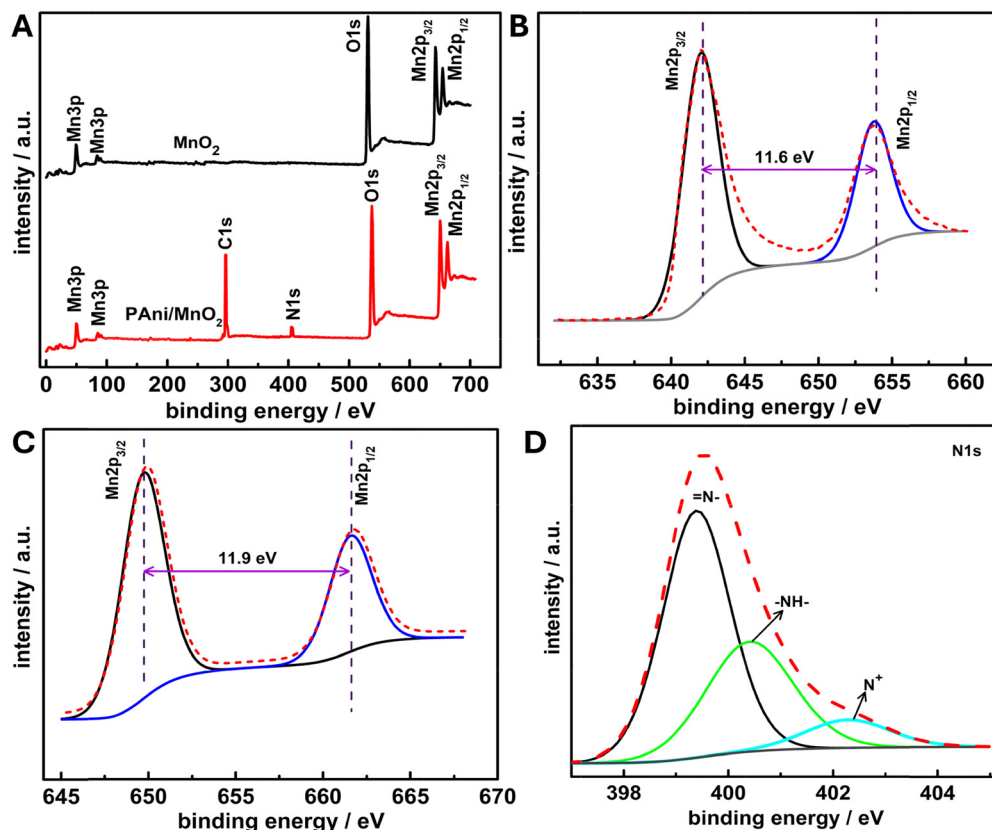 A
intensity / a.u.
Mn3p
Mn3p
MnO₂
O1s
Mn2p₃/₂
Mn2p₁/₂
Mn3p
Mn3p
PAni/MnO₂
C1s
N1s
O1s
Mn2p₃/₂
Mn2p₁/₂
0 100 200 300 400 500 600 700
binding energy / eV
B
intensity / a.u.
Mn2p₃/₂
11.6 eV
Mn2p₁/₂
635 640 645 650 655 660
binding energy / eV
C
intensity / a.u.
Mn2p₃/₂
11.9 eV
Mn2p₁/₂
645 650 655 660 665 670
binding energy / eV
D
N1s
intensity / a.u.
=N-
-NH-
N⁺
398 400 402 404
binding energy / eV